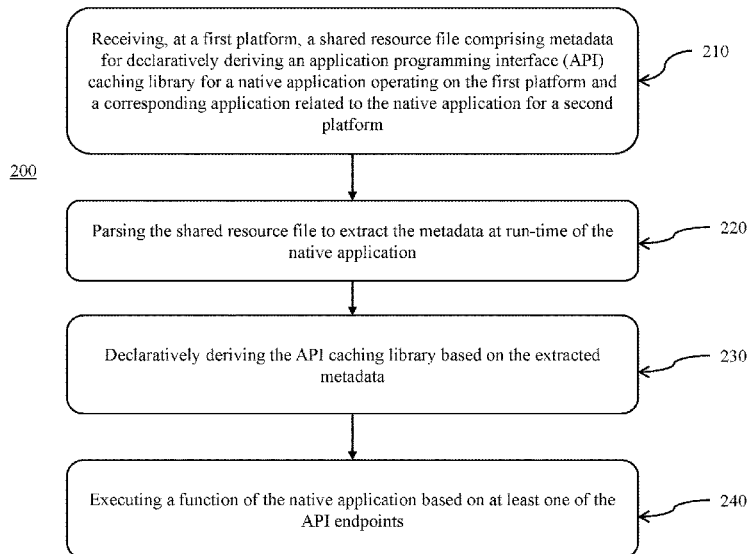 Receiving, at a first platform, a shared resource file comprising metadata
for declaratively deriving an application programming interface (API)
caching library for a native application operating on the first platform and
a corresponding application related to the native application for a second
platform
210
200
Parsing the shared resource file to extract the metadata at run-time of the
native application
220
Declaratively deriving the API caching library based on the extracted
metadata
230
Executing a function of the native application based on at least one of the
API endpoints
240